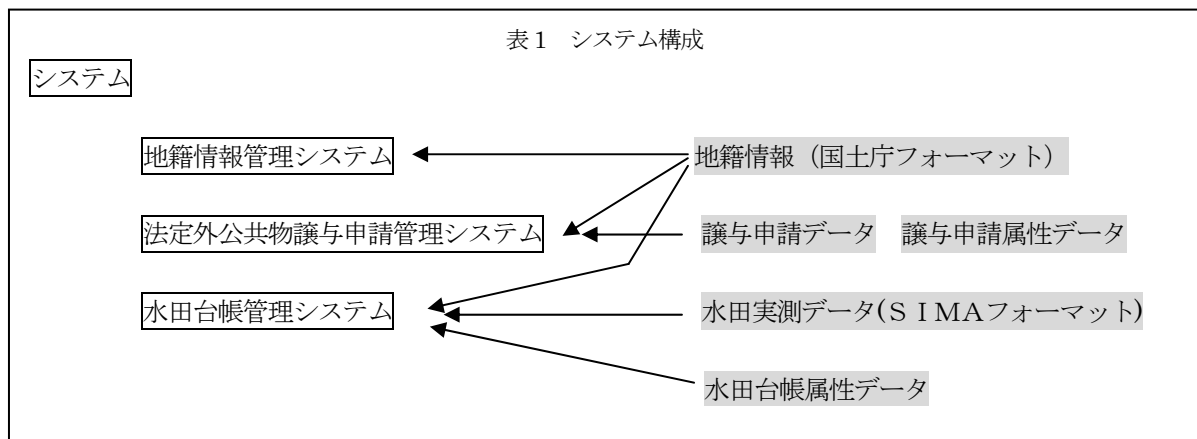 表1　システム構成
システム
地籍情報管理システム　地籍情報（国土庁フォーマット）
法定外公共物譲与申請管理システム　譲与申請データ　譲与申請属性データ
水田台帳管理システム　水田実測データ(ＳＩＭＡフォーマット)
水田台帳属性データ